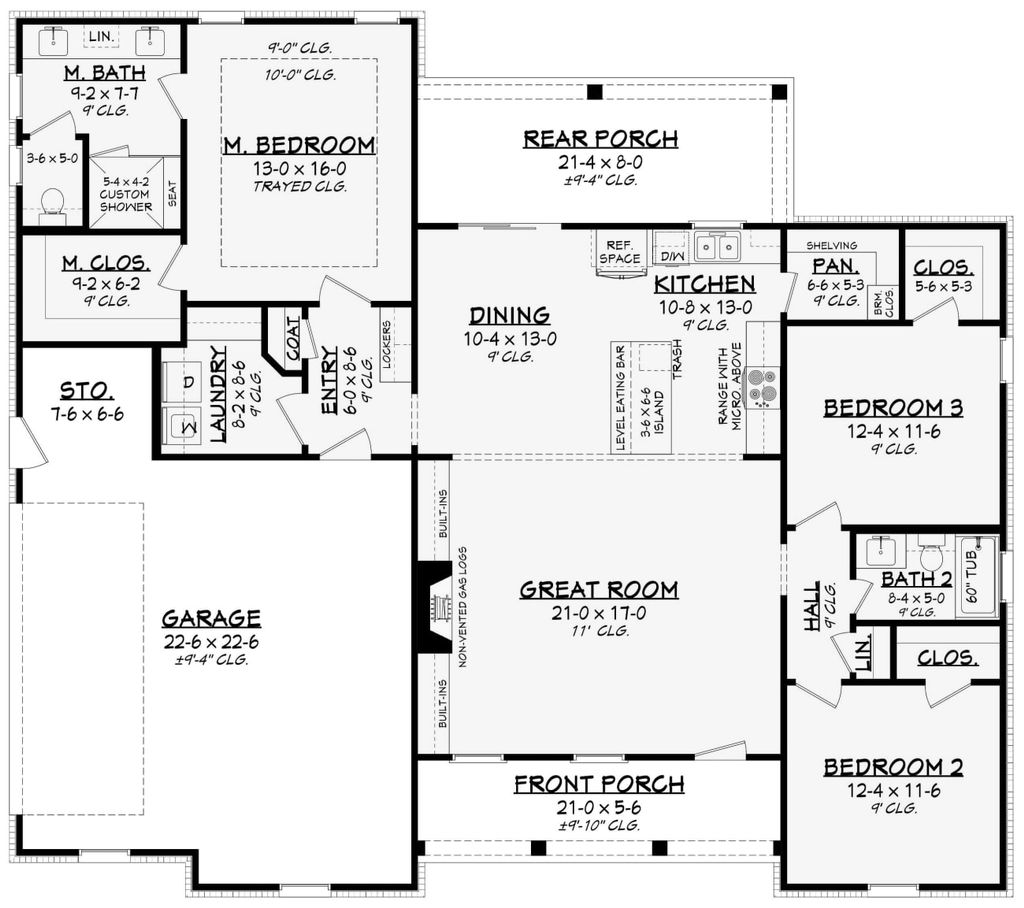 LIN.
M. BATH
9-2 x 7-7
9' CLG.
3-6 x 5-0
5-4 x 4-2
CUSTOM
SHOWER
SEAT
9'-0" CLG.
10'-0" CLG.
M. BEDROOM
13-0 x 16-0
TRAYED CLG.
REAR PORCH
21-4 x 8-0
±9'-4" CLG.
M. CLOS.
9-2 x 6-2
9' CLG.
REF.
SPACE
D/W
KITCHEN
10-8 x 13-0
9' CLG.
SHELVING
PAN.
6-6 x 5-3
9' CLG.
BRM.
CLOS.
CLOS.
5-6 x 5-3
DINING
10-4 x 13-0
9' CLG.
COAT
LOCKERS
ENTRY
6-0 x 8-6
9' CLG.
LAUNDRY
8-2 x 8-6
9' CLG.
D
W
STO.
7-6 x 6-6
LEVEL EATING BAR
3-6 x 6-6
ISLAND
TRASH
RANGE WITH
MICRO. ABOVE
BEDROOM 3
12-4 x 11-6
9' CLG.
BUILT-INS
NON-VENTED GAS LOGS
BUILT-INS
GREAT ROOM
21-0 x 17-0
11' CLG.
GARAGE
22-6 x 22-6
±9'-4" CLG.
HALL
9' CLG.
BATH 2
8-4 x 5-0
9' CLG.
60" TUB
LIN.
CLOS.
BEDROOM 2
12-4 x 11-6
9' CLG.
FRONT PORCH
21-0 x 5-6
±9'-10" CLG.